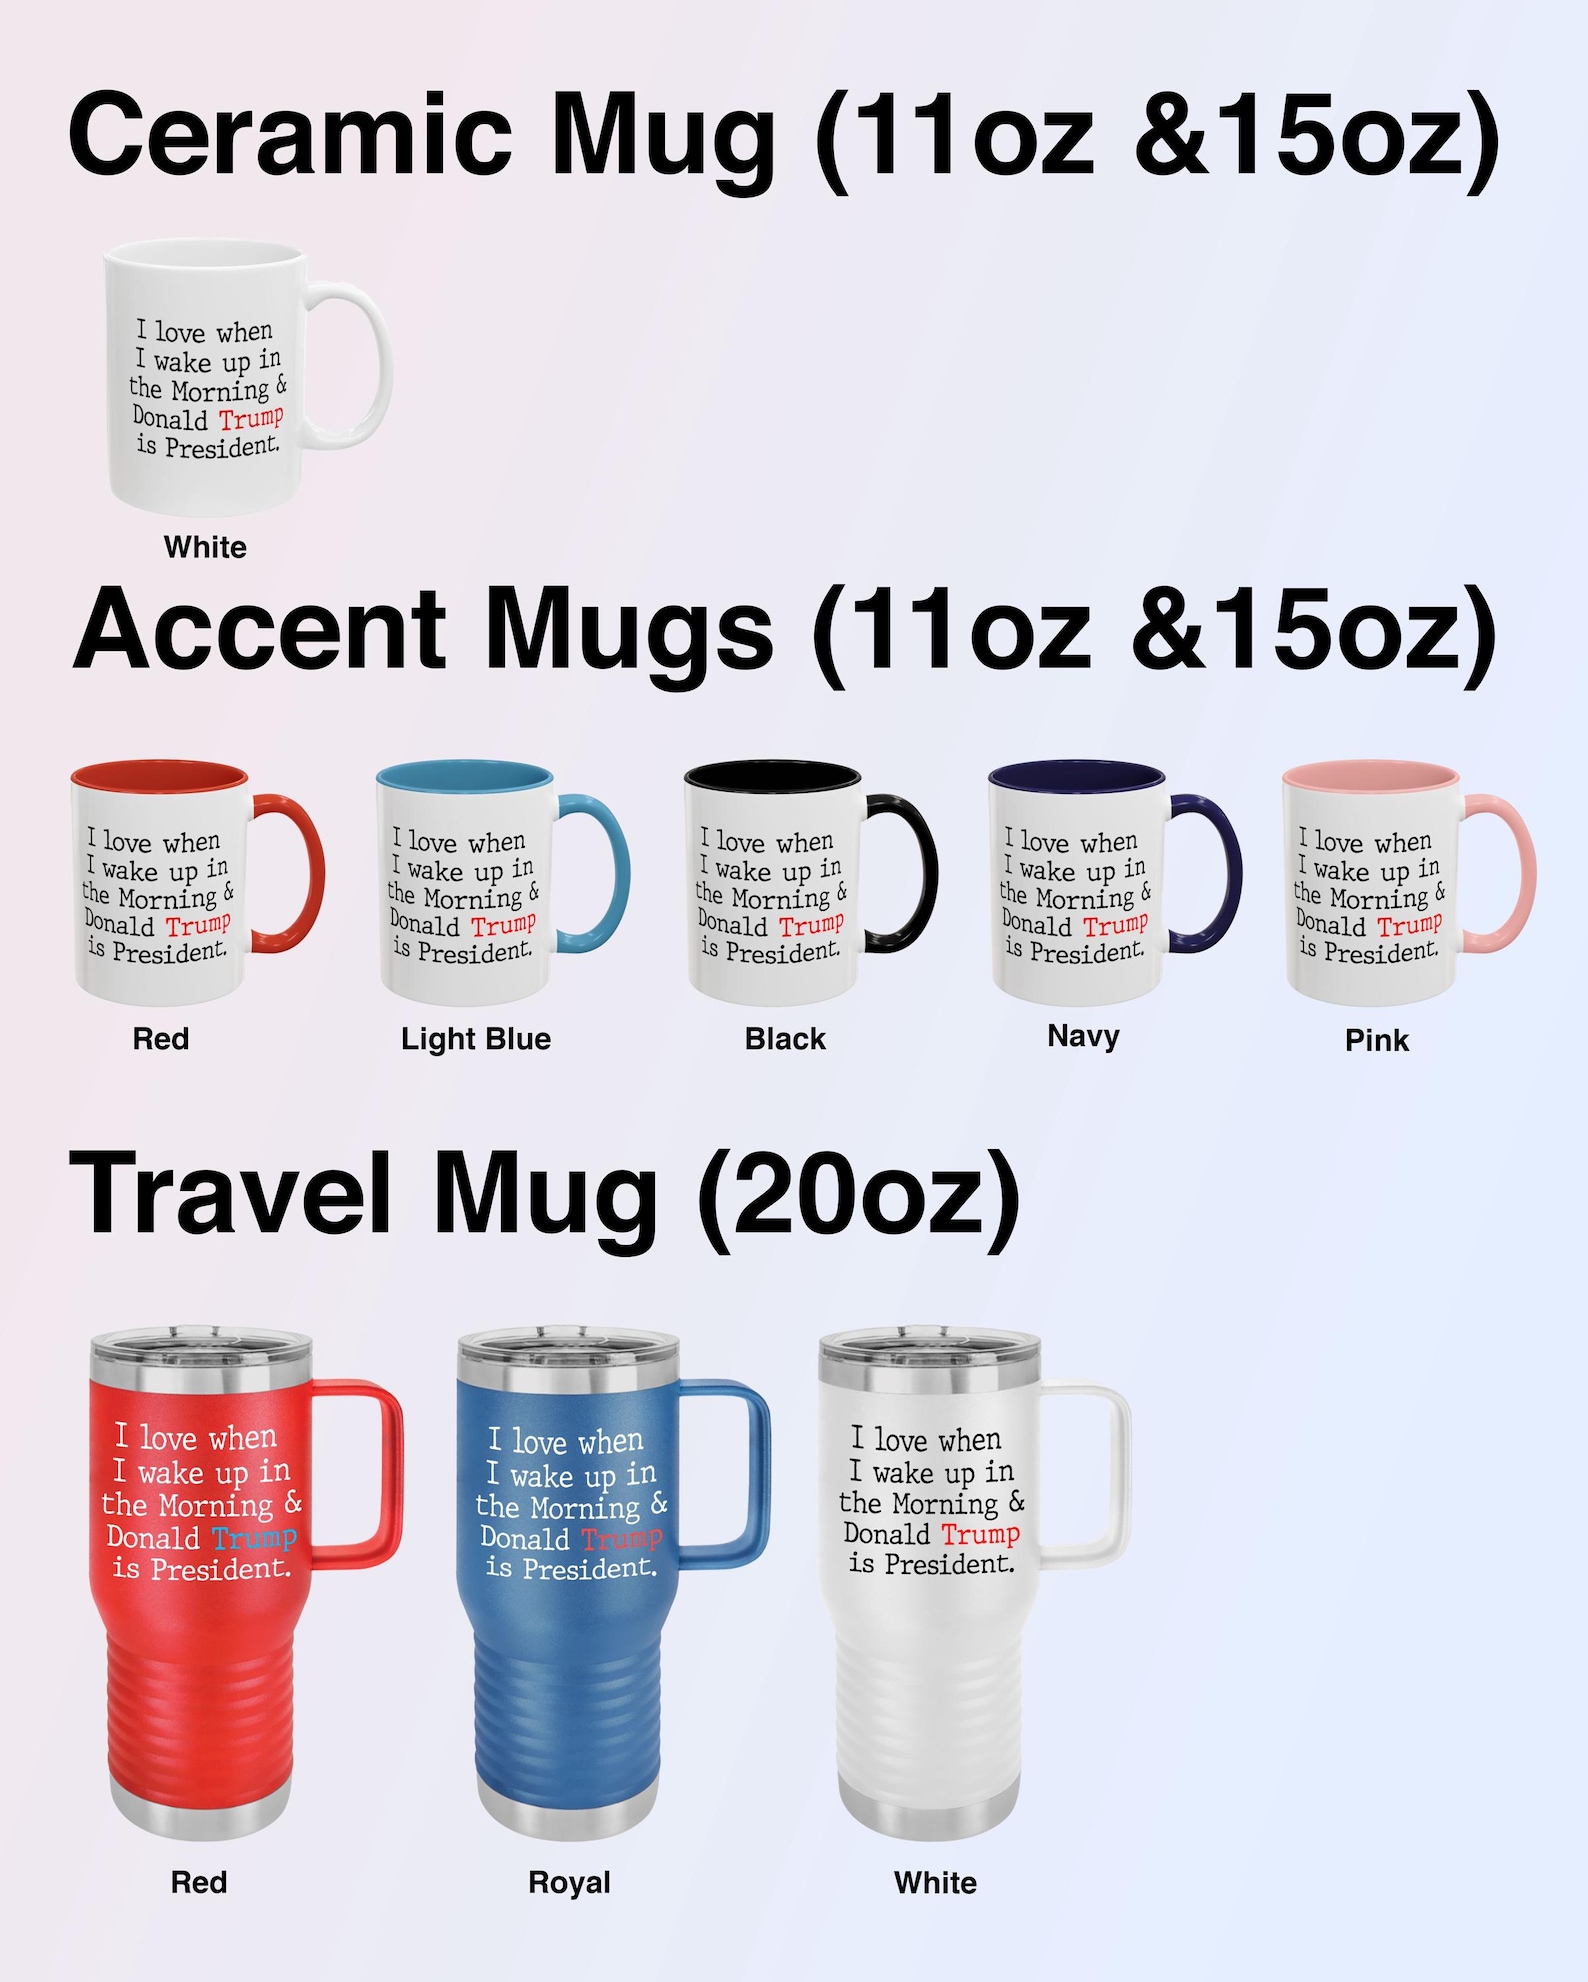 Ceramic Mug (11oz &15oz)
I love when
I wake up in
the Morning &
Donald Trump
is President.
White
Accent Mugs (11oz &15oz)
I love when
I wake up in
the Morning &
Donald Trump
is President.
Red
I love when
I wake up in
the Morning &
Donald Trump
is President.
Light Blue
I love when
I wake up in
the Morning &
Donald Trump
is President.
Black
I love when
I wake up in
the Morning &
Donald Trump
is President.
Navy
I love when
I wake up in
the Morning &
Donald Trump
is President.
Pink
Travel Mug (20oz)
I love when
I wake up in
the Morning &
Donald Trump
is President.
Red
I love when
I wake up in
the Morning &
Donald Trump
is President.
Royal
I love when
I wake up in
the Morning &
Donald Trump
is President.
White